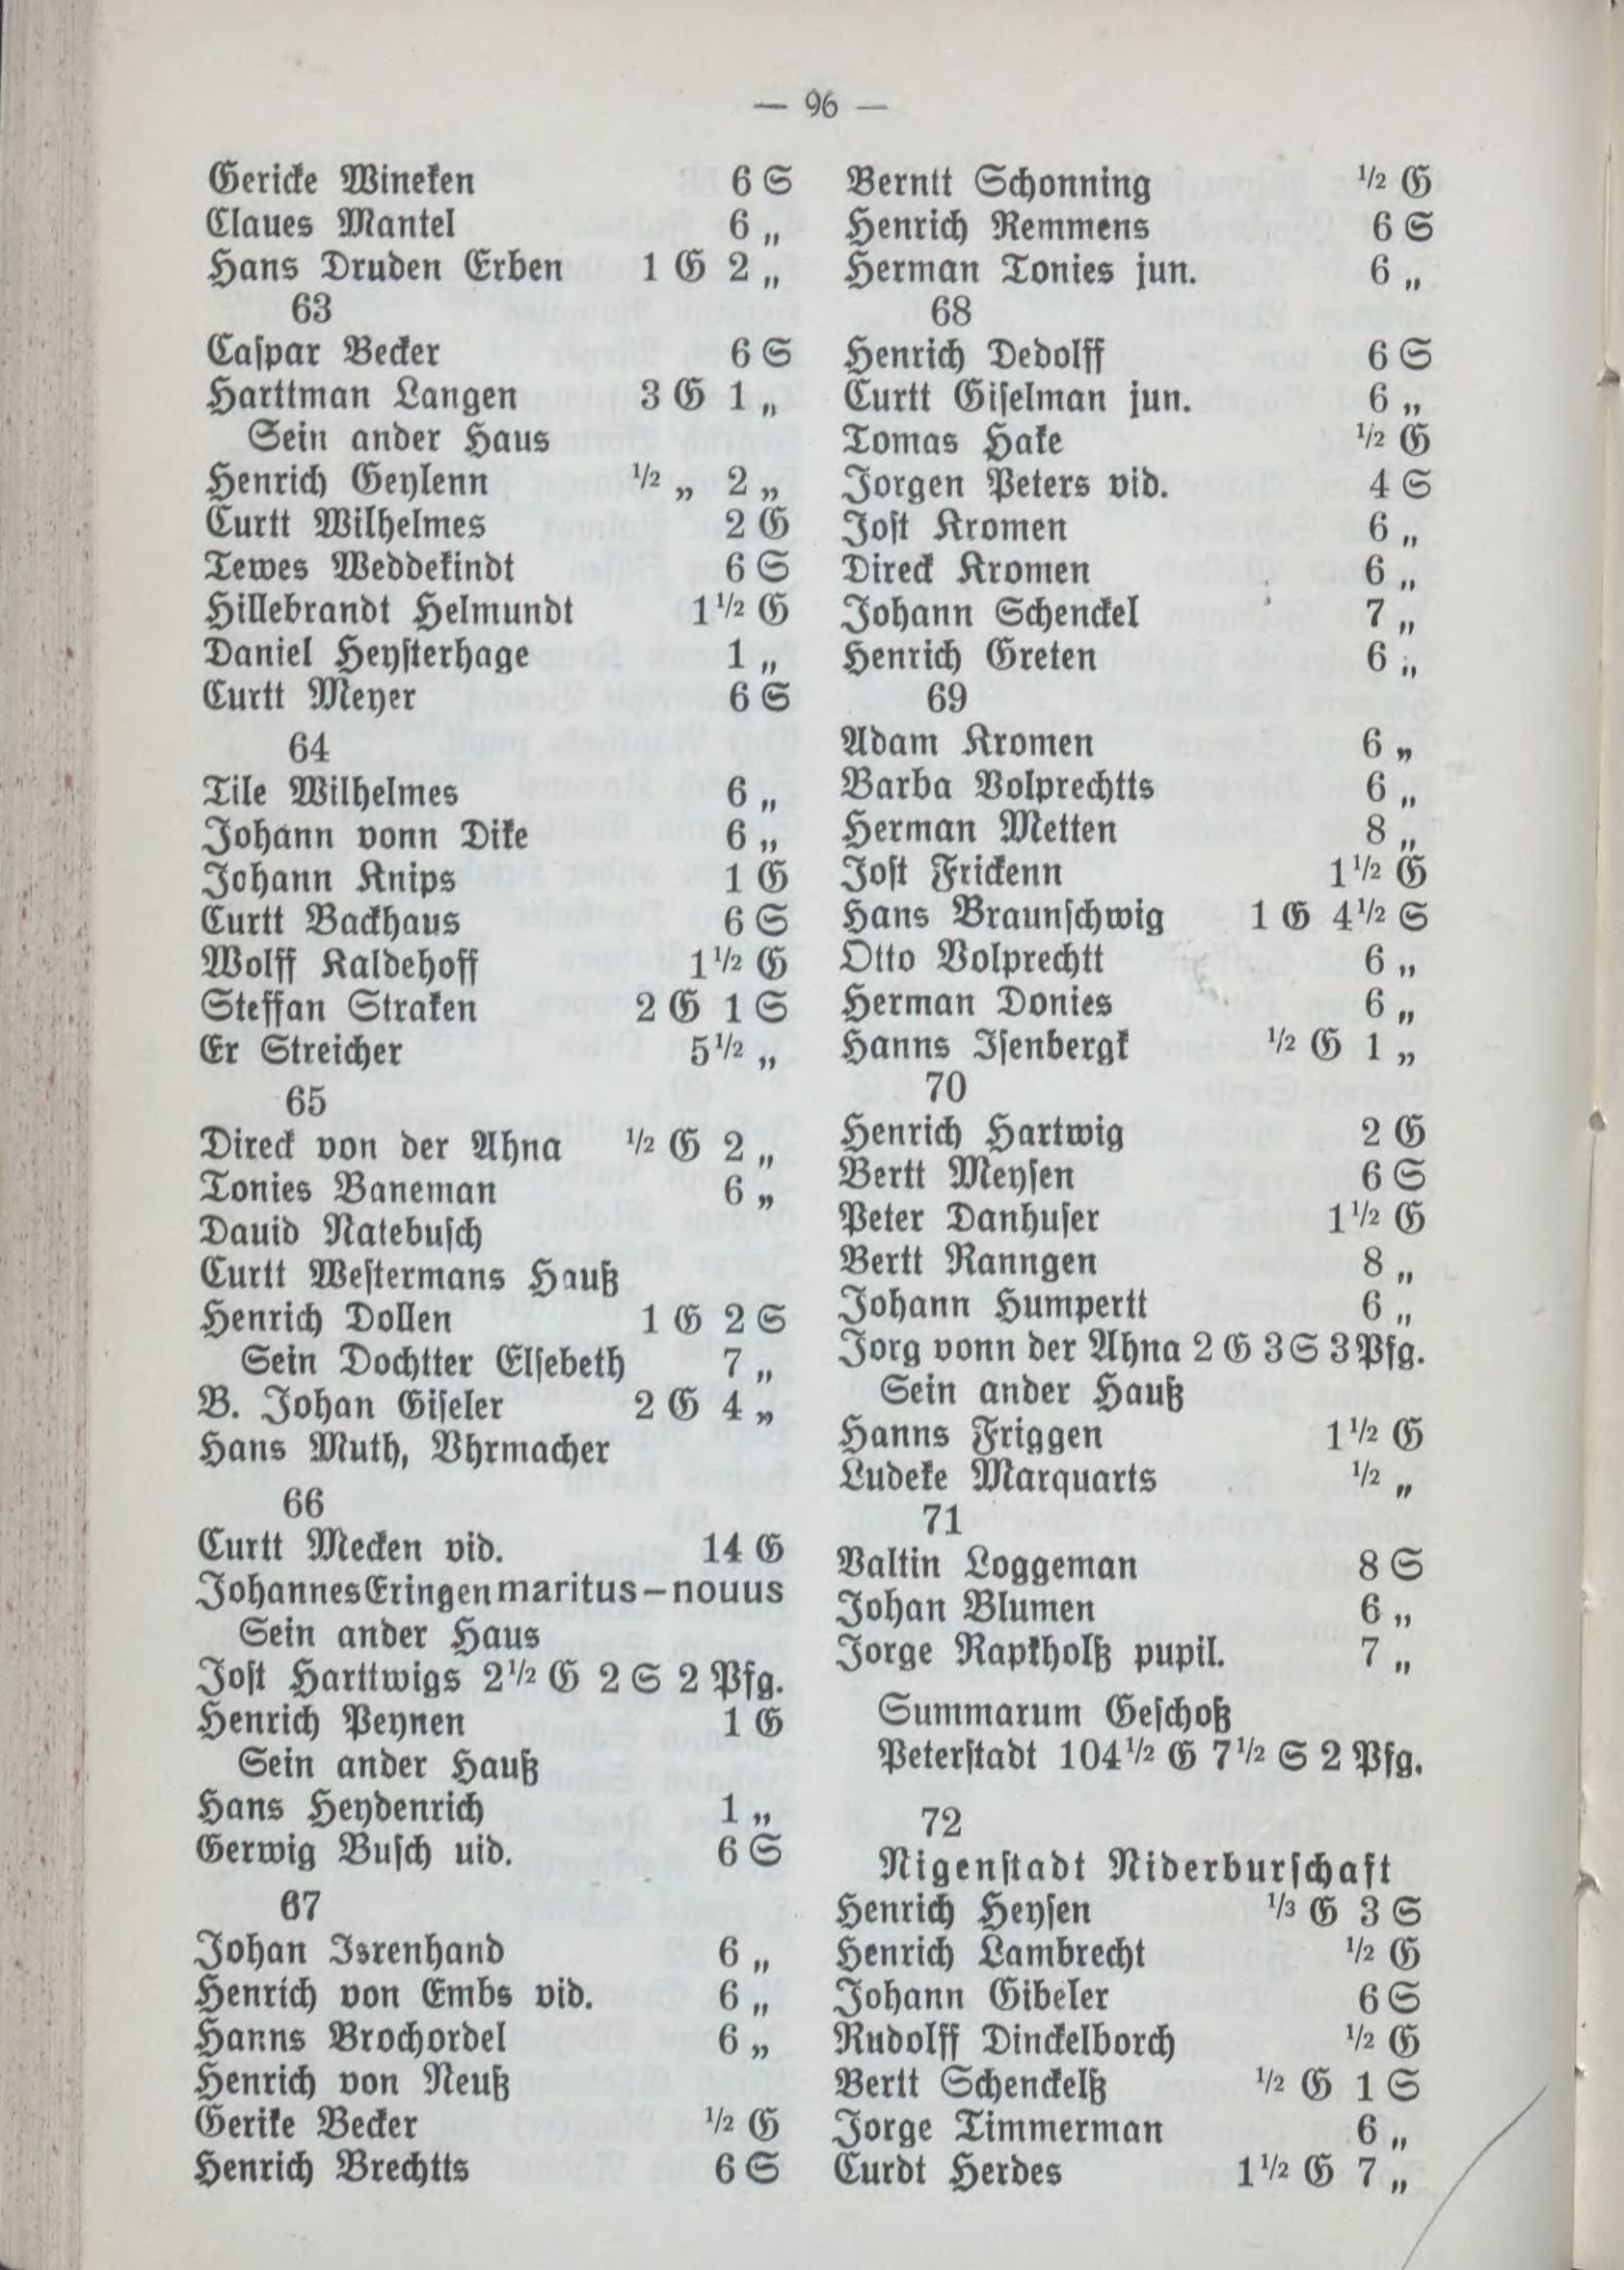 — 96 —
Gericke Wineken 6 S
Claues Mantel 6 „
Hans Druden Erben 1 G 2 „
63
Caspar Becker 6 S
Harttman Langen 3 G 1 „
Sein ander Haus
Henrich Geylenn ½ „ 2 „
Curtt Wilhelmes 2 G
Tewes Weddekindt 6 S
Hillebrandt Helmundt 1½ G
Daniel Heysterhage 1 „
Curtt Meyer 6 S
64
Tile Wilhelmes 6 „
Johann vonn Dike 6 „
Johann Knips 1 G
Curtt Backhaus 6 S
Wolff Kaldehoff 1½ G
Steffan Straken 2 G 1 S
Er Streicher 5½ „
65
Direck von der Ahna ½ G 2 „
Tonies Baneman 6 „
Dauid Natebusch
Curtt Westermans Hauß
Henrich Dollen 1 G 2 S
Sein Dochtter Elsebeth 7 „
B. Johan Giseler 2 G 4 „
Hans Muth, Vhrmacher
66
Curtt Mecken vid. 14 G
Johannes Eringen maritus – nouus
Sein ander Haus
Jost Harttwigs 2½ G 2 S 2 Pfg.
Henrich Peynen 1 G
Sein ander Hauß
Hans Heydenrich 1 „
Gerwig Busch uid. 6 S
67
Johan Isrenhand 6 „
Henrich von Embs vid. 6 „
Hanns Brochordel 6 „
Henrich von Neuß
Gerike Becker ½ G
Henrich Brechtts 6 S
Berntt Schonning ½ G
Henrich Remmens 6 S
Herman Tonies jun. 6 „
68
Henrich Dedolff 6 S
Curtt Giselman jun. 6 „
Tomas Hake ½ G
Jorgen Peters vid. 4 S
Jost Kromen 6 „
Direck Kromen 6 „
Johann Schenckel 7 „
Henrich Greten 6 „
69
Adam Kromen 6 „
Barba Volprechtts 6 „
Herman Metten 8 „
Jost Frickenn 1½ G
Hans Braunschwig 1 G 4½ S
Otto Volprechtt 6 „
Herman Donies 6 „
Hanns Isenbergk ½ G 1 „
70
Henrich Hartwig 2 G
Bertt Meysen 6 S
Peter Danhuser 1½ G
Bertt Ranngen 8 „
Johann Humpertt 6 „
Jorg vonn der Ahna 2 G 3 S 3 Pfg.
Sein ander Hauß
Hanns Friggen 1½ G
Ludeke Marquarts ½ „
71
Valtin Loggeman 8 S
Johan Blumen 6 „
Jorge Rapkholß pupil. 7 „
Summarum Geschoß
Peterstadt 104½ G 7½ S 2 Pfg.
72
Nigenstadt Niderburschaft
Henrich Heysen ⅓ G 3 S
Henrich Lambrecht ½ G
Johann Gibeler 6 S
Rudolff Dinckelborch ½ G
Bertt Schenckelß ½ G 1 S
Jorge Timmerman 6 „
Curdt Herdes 1½ G 7 „